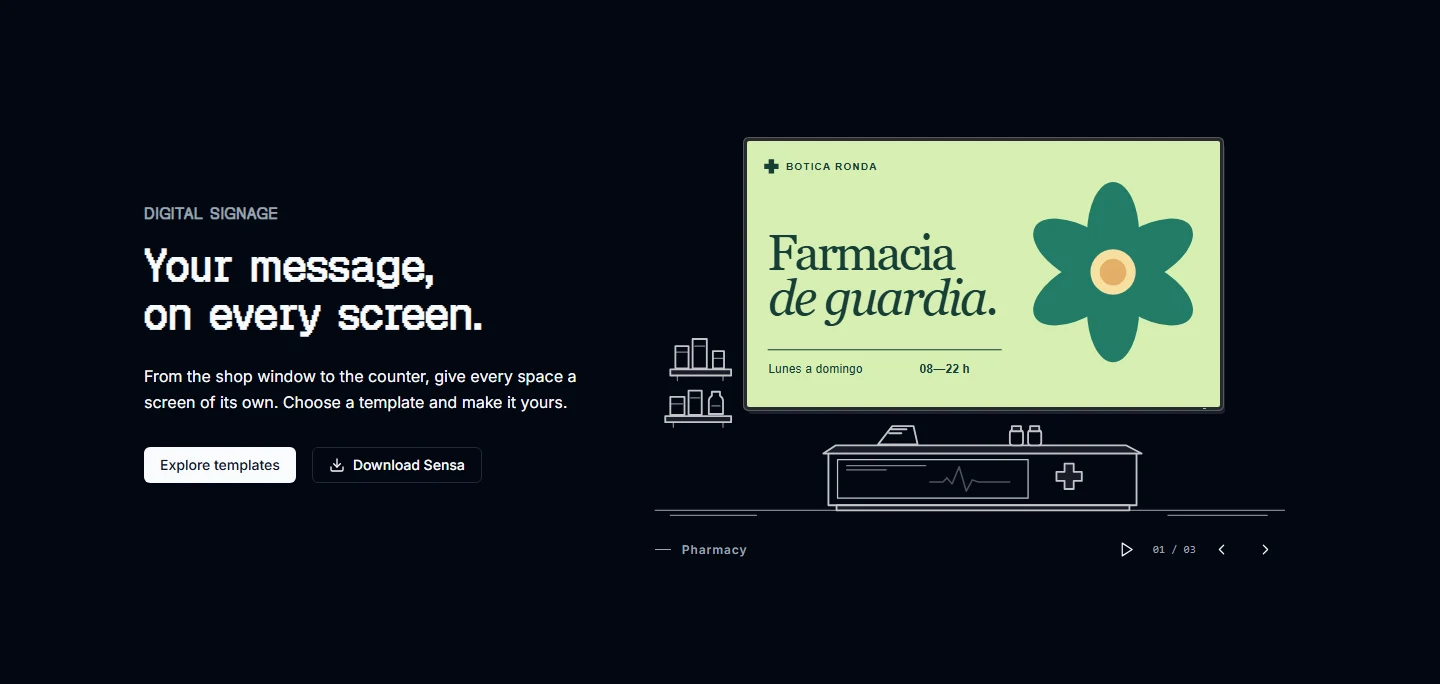 DIGITAL SIGNAGE
Your message,
on every screen.
From the shop window to the counter, give every space a
screen of its own. Choose a template and make it yours.
Explore templates
Download Sensa
BOTICA RONDA
Farmacia
de guardia.
Lunes a domingo
08—22 h
Pharmacy
01 / 03